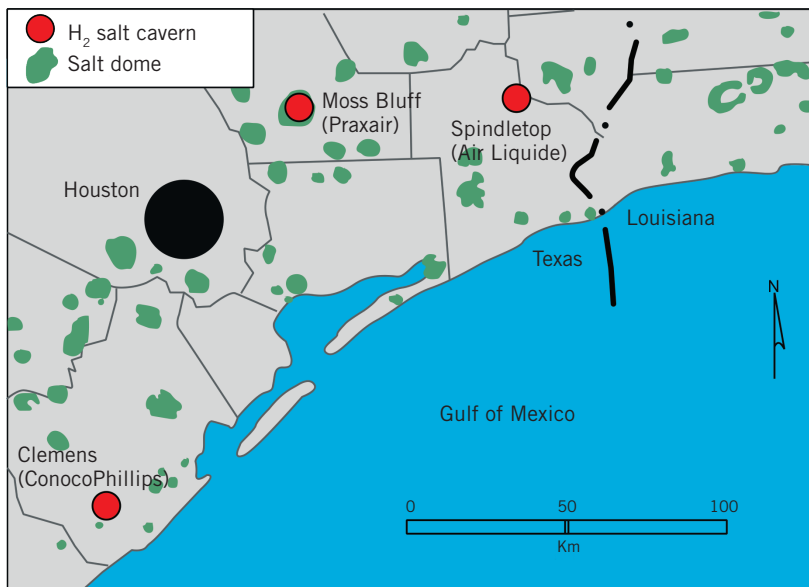 H₂ salt cavern
Salt dome
Moss Bluff
(Praxair)
Spindletop
(Air Liquide)
Houston
Louisiana
Texas
N
Gulf of Mexico
Clemens
(ConocoPhillips)
0 50 100
Km